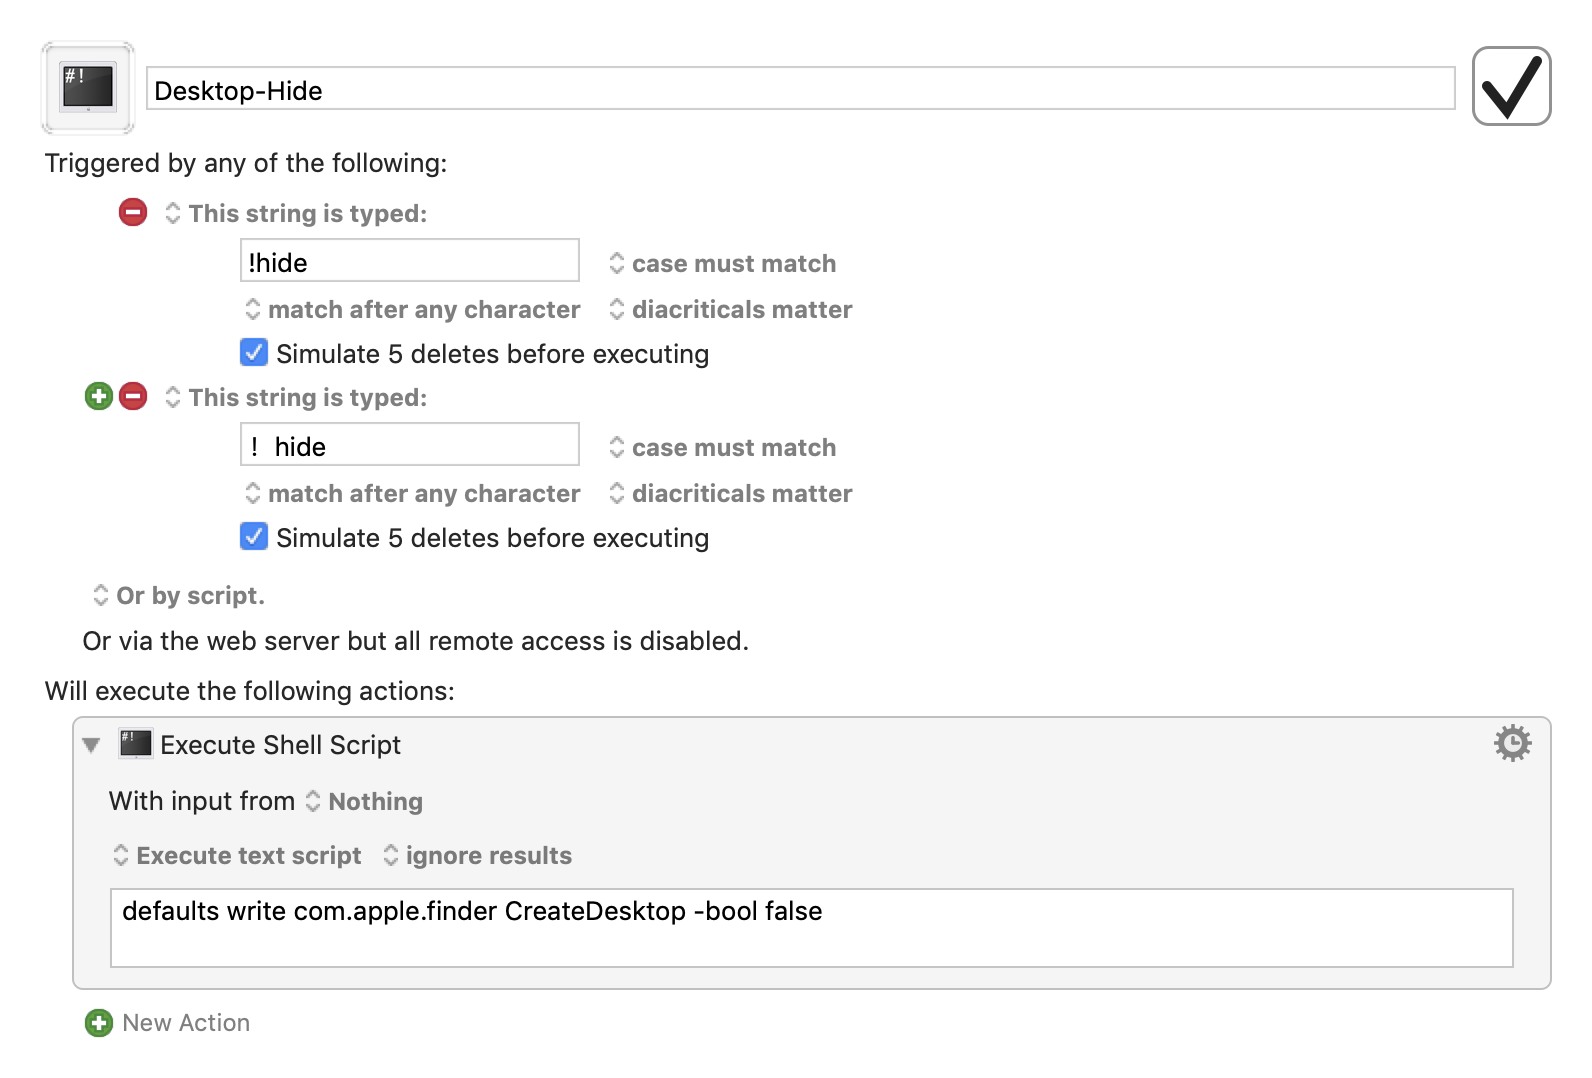 #!
Desktop-Hide
Triggered by any of the following:
This string is typed:
!hide
case must match
match after any character
diacriticals matter
Simulate 5 deletes before executing
This string is typed:
！hide
case must match
match after any character
diacriticals matter
Simulate 5 deletes before executing
Or by script.
Or via the web server but all remote access is disabled.
Will execute the following actions:
#! Execute Shell Script
With input from Nothing
Execute text script ignore results
defaults write com.apple.finder CreateDesktop -bool false
New Action